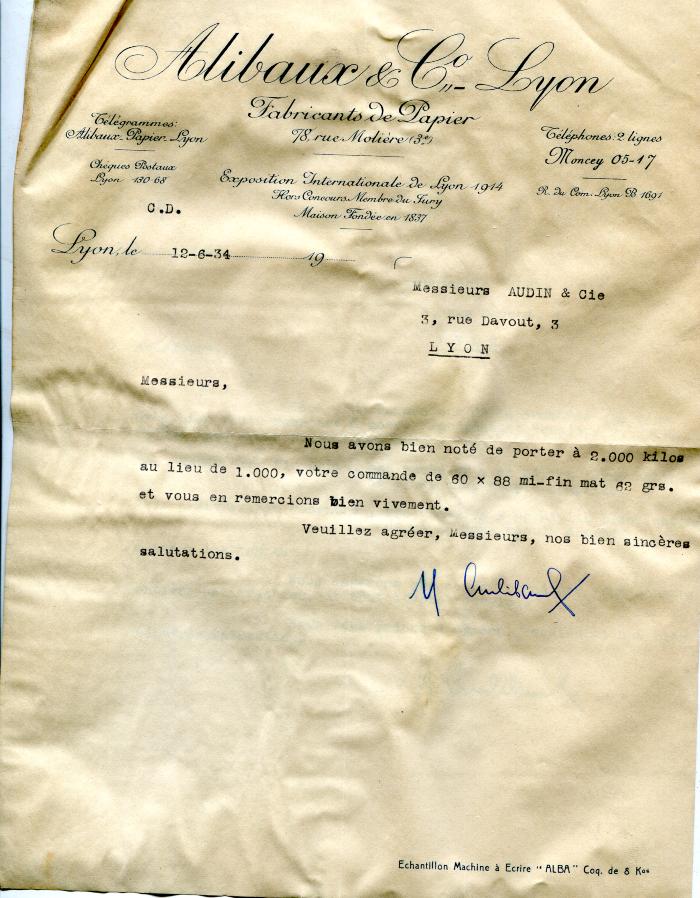 Alibaux & Co. Lyon
Fabricants de Papier
78, rue Molière (3e)
Télégrammes:
Alibaux-Papier-Lyon
Chèques Postaux
Lyon 130-68
C.D.
Téléphones: 2 lignes
Moncey 05-17
R. du Com. Lyon B 1691
Exposition Internationale de Lyon 1914
Hors Concours, Membre du Jury
Maison Fondée en 1837
Lyon, le 12-6-34 19
Messieurs AUDIN & Cie
3, rue Davout, 3
LYON
Messieurs,
Nous avons bien noté de porter à 2.000 kilos
au lieu de 1.000, votre commande de 60 x 88 mi-fin mat 62 grs.
et vous en remercions bien vivement.
Veuillez agréer, Messieurs, nos bien sincères
salutations.
Echantillon Machine à Ecrire "ALBA" Coq. de 8 Kos